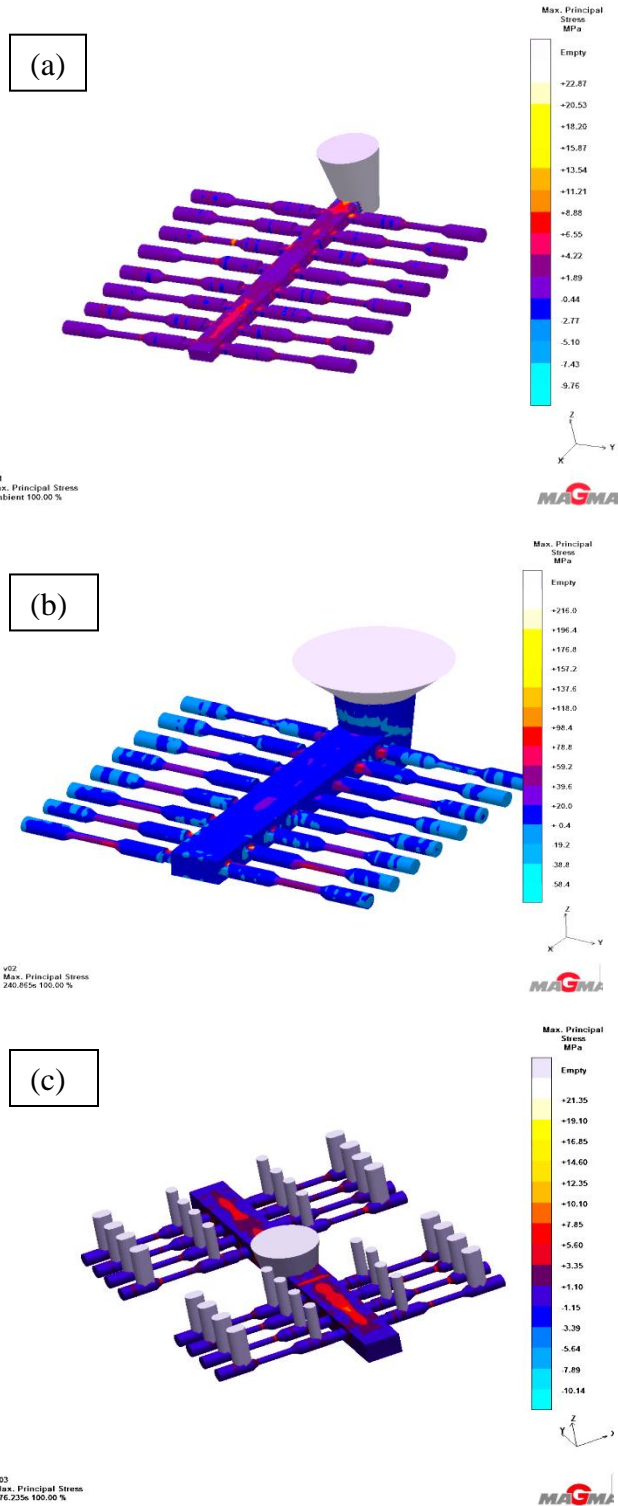 (a)
Max. Principal
Stress
MPa
Empty
+22.87
+20.53
+18.20
+15.87
+13.54
+11.21
+8.88
+6.55
+4.22
+1.89
-0.44
-2.77
-5.10
-7.43
-9.76
Z
Y
X
MAGMA
ax. Principal Stress
mbient 100.00 %
(b)
Max. Principal
Stress
MPa
Empty
+216.0
+196.4
+176.8
+157.2
+137.6
+118.0
+98.4
+78.8
+59.2
+39.6
+20.0
+ 0.4
19.2
38.8
58.4
Z
X
Y
MAGMA
v02
Max. Principal Stress
240.865s 100.00 %
(c)
Max. Principal
Stress
MPa
Empty
+21.35
+19.10
+16.85
+14.60
+12.35
+10.10
+7.85
+5.60
+3.35
+1.10
-1.15
-3.39
-5.64
-7.89
-10.14
Z
Y
MAGMA
03
Max. Principal Stress
76.235s 100.00 %